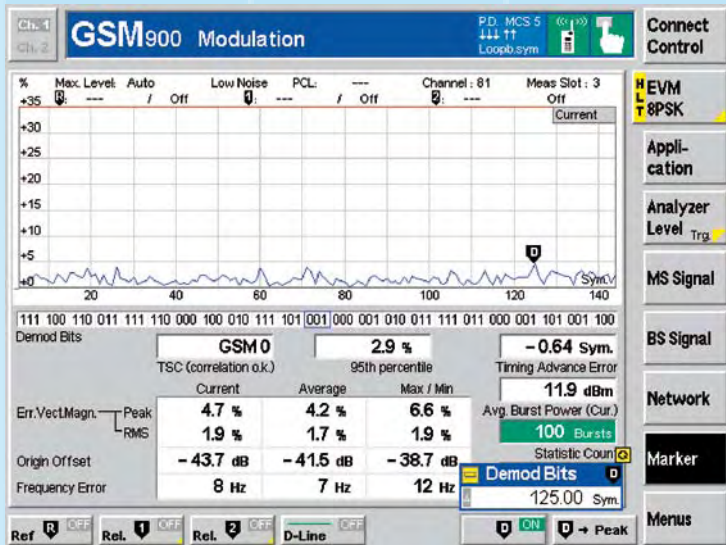 Ch. 1
Ch. 2
GSM900 Modulation
P.D. MCS 5
↓↓↓ ↑↑
Loopb.sym
Connect Control
% Max. Level: Auto Low Noise PCL: --- Channel : 81 Meas Slot : 3
R: --- / Off 1: --- / Off 2: --- Off
Current
+35
+30
+25
+20
+15
+10
+5
+0
D
Sym.
20 40 60 80 100 120 140
HLT EVM 8PSK
Appli-cation
Analyzer Level Trg.
MS Signal
BS Signal
Network
Marker
Menus
111 100 110 011 111 110 000 100 010 111 101 001 000 001 010 011 111 011 000 001 101 001 100
Demod Bits
GSM 0 2.9 % – 0.64 Sym.
TSC (correlation o.k.) 95th percentile Timing Advance Error
Current Average Max / Min 11.9 dBm
Avg. Burst Power (Cur.)
Err.Vect.Magn. Peak 4.7 % 4.2 % 6.6 %
RMS 1.9 % 1.7 % 1.9 % 100 Bursts
Statistic Count
Origin Offset – 43.7 dB – 41.5 dB – 38.7 dB
Frequency Error 8 Hz 7 Hz 12 Hz
Demod Bits D
125.00 Sym.
Ref R OFF Rel. 1 OFF Rel. 2 OFF D-Line OFF D ON D → Peak